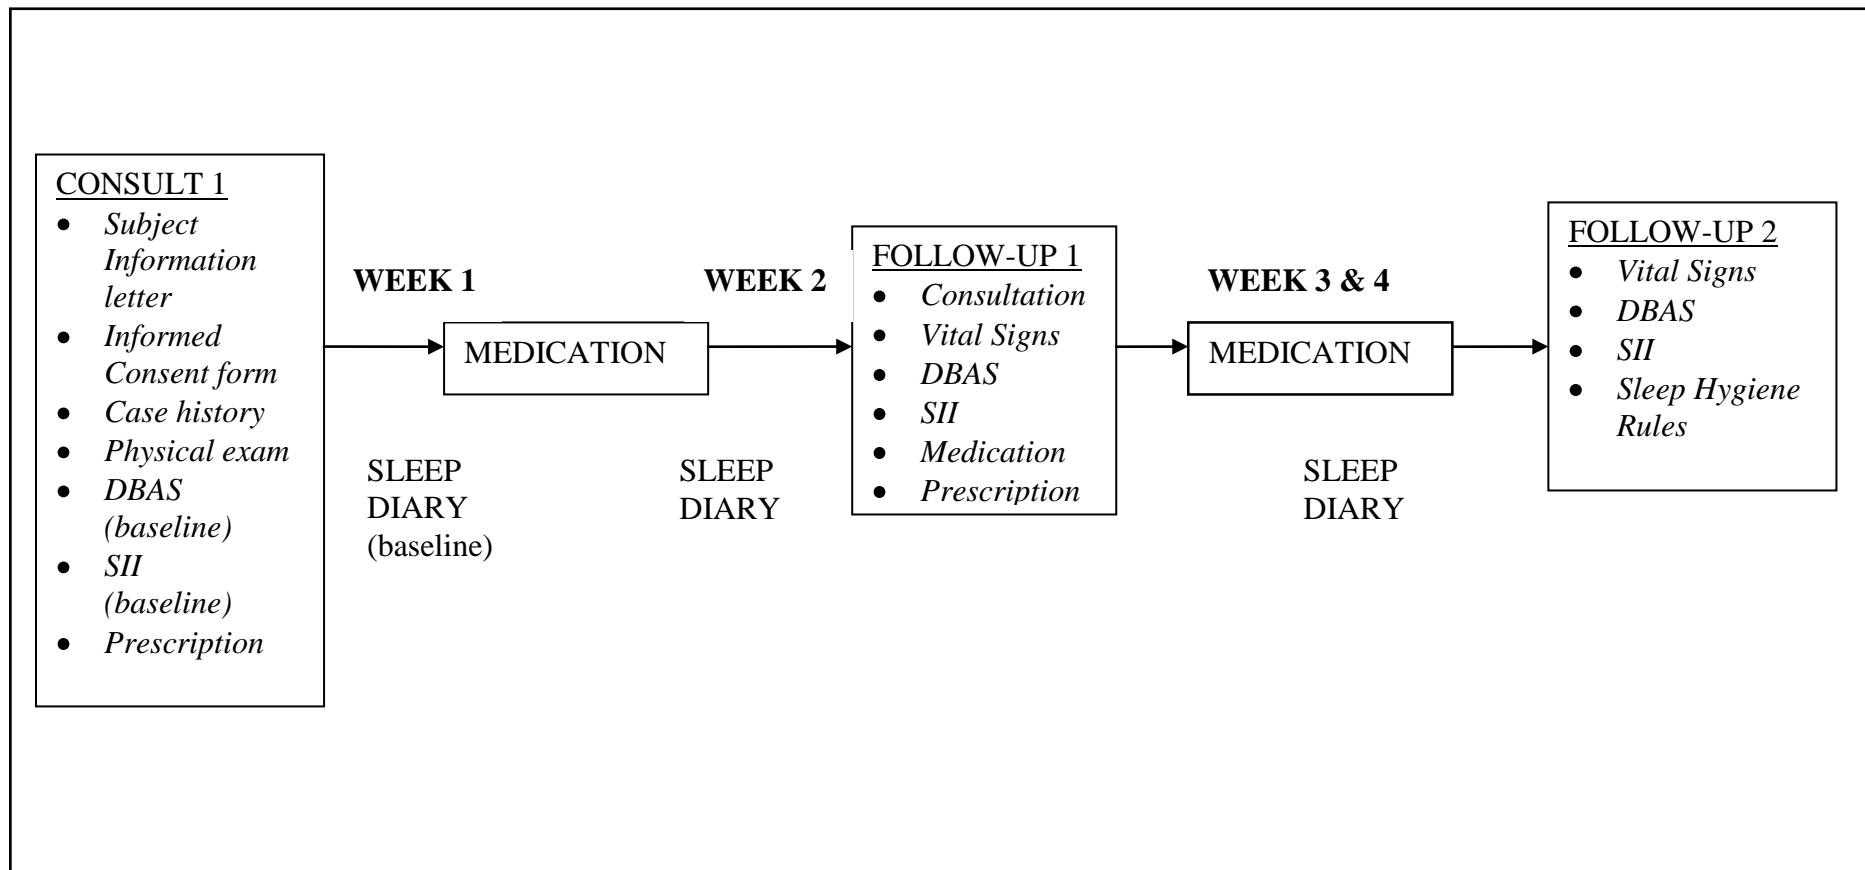 CONSULT 1
● Subject
Information
letter
● Informed
Consent form
● Case history
● Physical exam
● DBAS
(baseline)
● SII
(baseline)
● Prescription
WEEK 1
SLEEP
DIARY
(baseline)
MEDICATION
WEEK 2
SLEEP
DIARY
FOLLOW-UP 1
● Consultation
● Vital Signs
● DBAS
● SII
● Medication
● Prescription
WEEK 3 & 4
MEDICATION
SLEEP
DIARY
FOLLOW-UP 2
● Vital Signs
● DBAS
● SII
● Sleep Hygiene
Rules